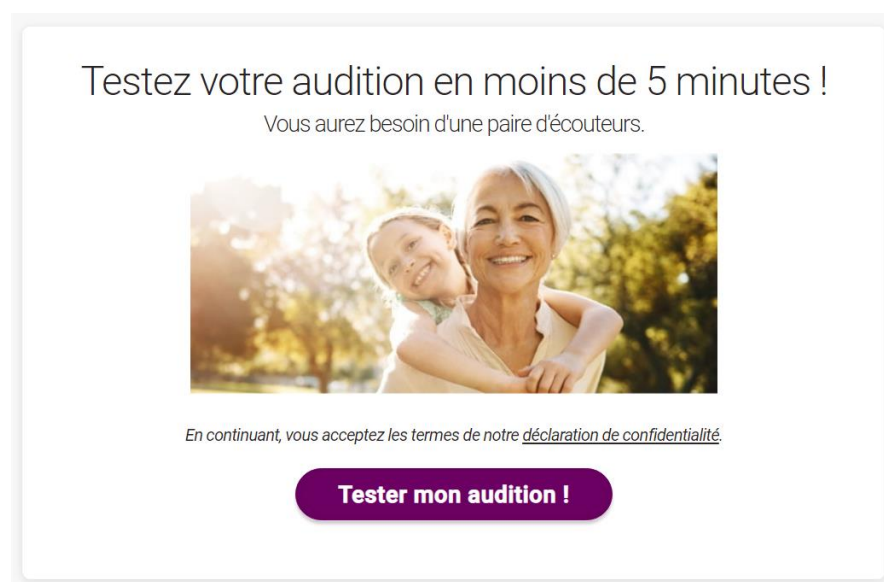 Testez votre audition en moins de 5 minutes !
Vous aurez besoin d'une paire d'écouteurs.
En continuant, vous acceptez les termes de notre déclaration de confidentialité.
Tester mon audition !